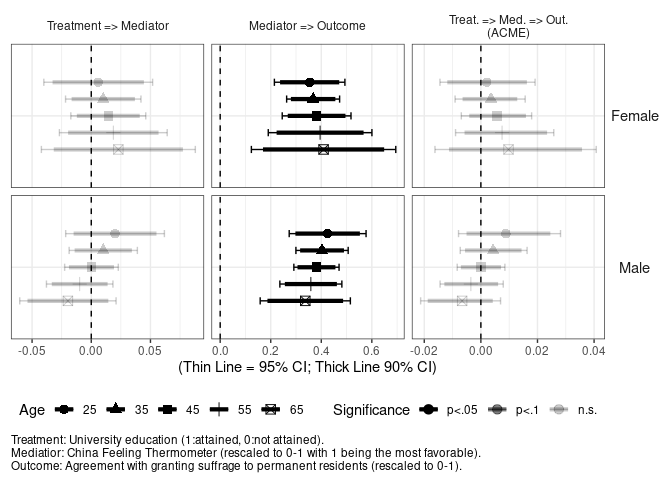 Treatment => Mediator
Mediator => Outcome
Treat. => Med. => Out.
(ACME)
Female
Male
-0.05 0.00 0.05
0.0 0.2 0.4 0.6
-0.02 0.00 0.02 0.04
(Thin Line = 95% CI; Thick Line 90% CI)
Age 25 35 45 55 65 Significance p<.05 p<.1 n.s.
Treatment: University education (1:attained, 0:not attained).
Mediatior: China Feeling Thermometer (rescaled to 0-1 with 1 being the most favorable).
Outcome: Agreement with granting suffrage to permanent residents (rescaled to 0-1).